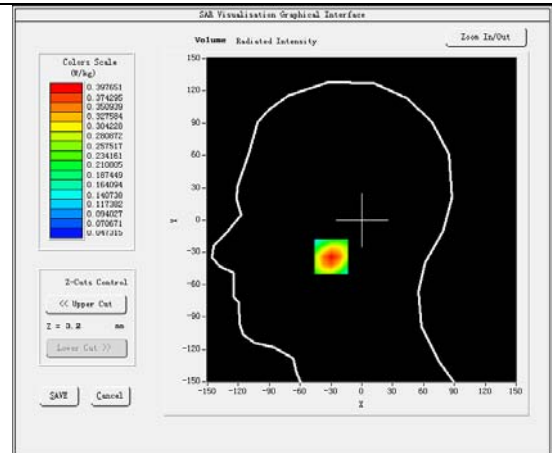 SAR Visualisation Graphical Interface
Volume Radiated Intensity
Zoom In/Out
Colors Scale
(W/kg)
0.397651
0.374295
0.350939
0.327584
0.304228
0.280872
0.257517
0.234161
0.210805
0.187449
0.164094
0.140738
0.117382
0.094027
0.070671
0.047315
Z-Cuts Control
<< Upper Cut
Z = 3.2 mm
Lower Cut >>
SAVE Cancel
150
120
90
60
30
0
-30
-60
-90
-120
-150
Y
-150 -120 -90 -60 -30 0 30 60 90 120 150
X